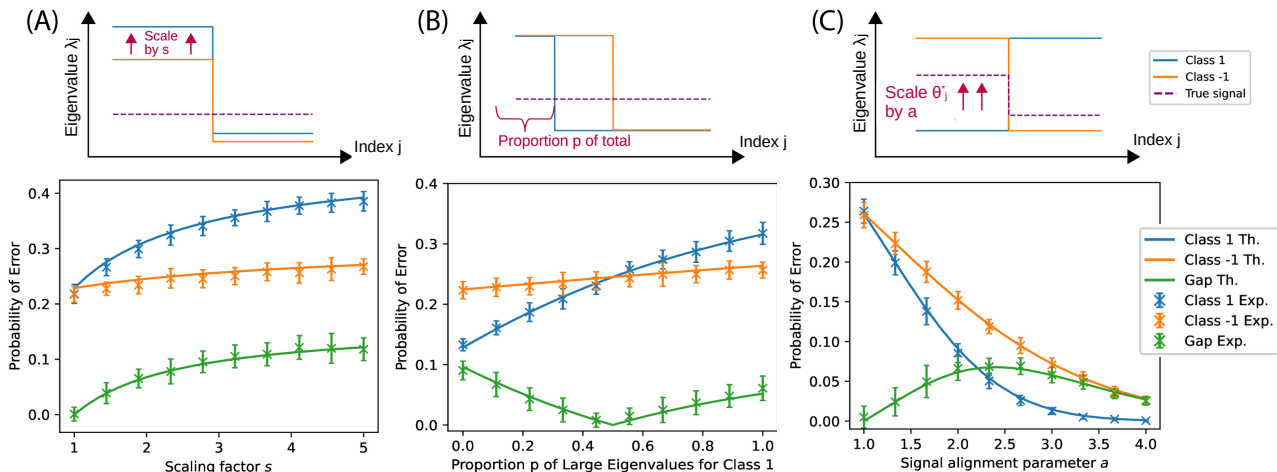 (A)
Eigenvalue λj
Scale
by s
Index j
(B)
Eigenvalue λj
Proportion p of total
Index j
(C)
Eigenvalue λj
Scale θ*j
by a
Index j
Class 1
Class -1
True signal
Probability of Error
0.4
0.3
0.2
0.1
0.0
1
2
3
4
5
Scaling factor s
Probability of Error
0.4
0.3
0.2
0.1
0.0
0.0
0.2
0.4
0.6
0.8
1.0
Proportion p of Large Eigenvalues for Class 1
Probability of Error
0.30
0.25
0.20
0.15
0.10
0.05
0.00
1.0
1.5
2.0
2.5
3.0
3.5
4.0
Signal alignment parameter a
Class 1 Th.
Class -1 Th.
Gap Th.
Class 1 Exp.
Class -1 Exp.
Gap Exp.